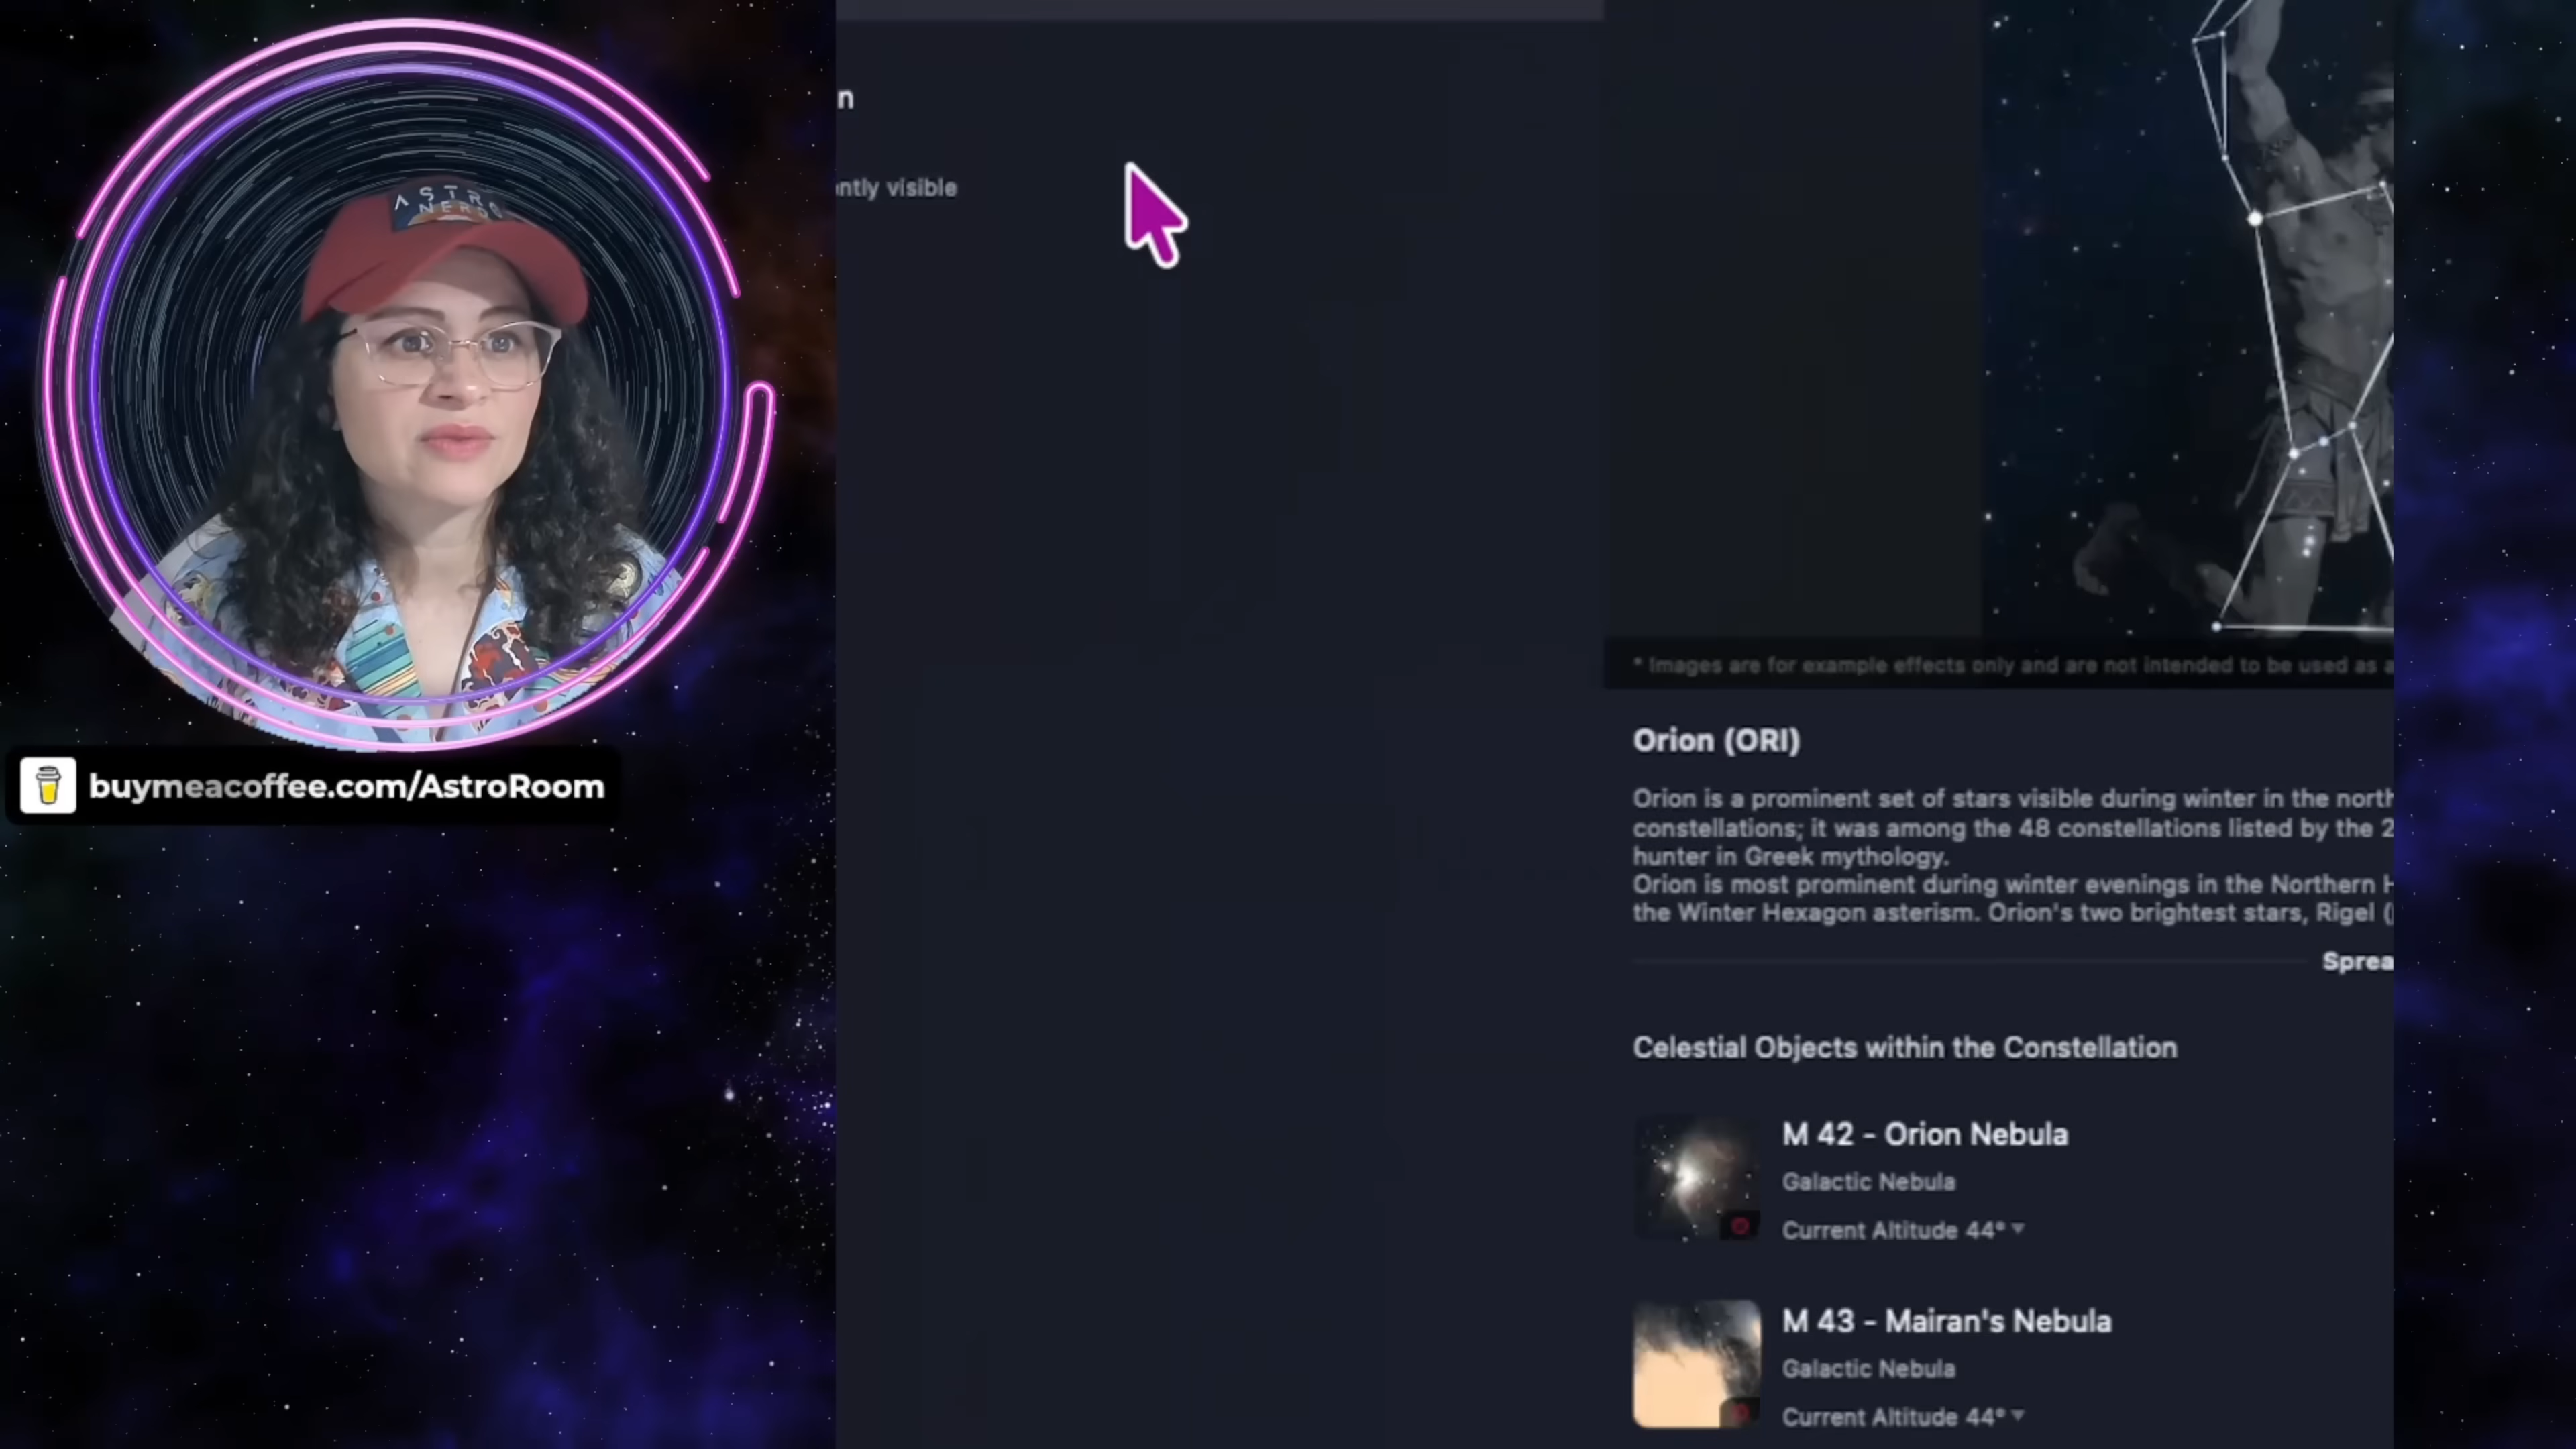 ASTRO
NERD
buymeacoffee.com/AstroRoom
n
ntly visible
* Images are for example effects only and are not intended to be used as a
Orion (ORI)
Orion is a prominent set of stars visible during winter in the north
constellations; it was among the 48 constellations listed by the 2
hunter in Greek mythology.
Orion is most prominent during winter evenings in the Northern H
the Winter Hexagon asterism. Orion's two brightest stars, Rigel (
Sprea
Celestial Objects within the Constellation
M 42 - Orion Nebula
Galactic Nebula
Current Altitude 44°
M 43 - Mairan's Nebula
Galactic Nebula
Current Altitude 44°